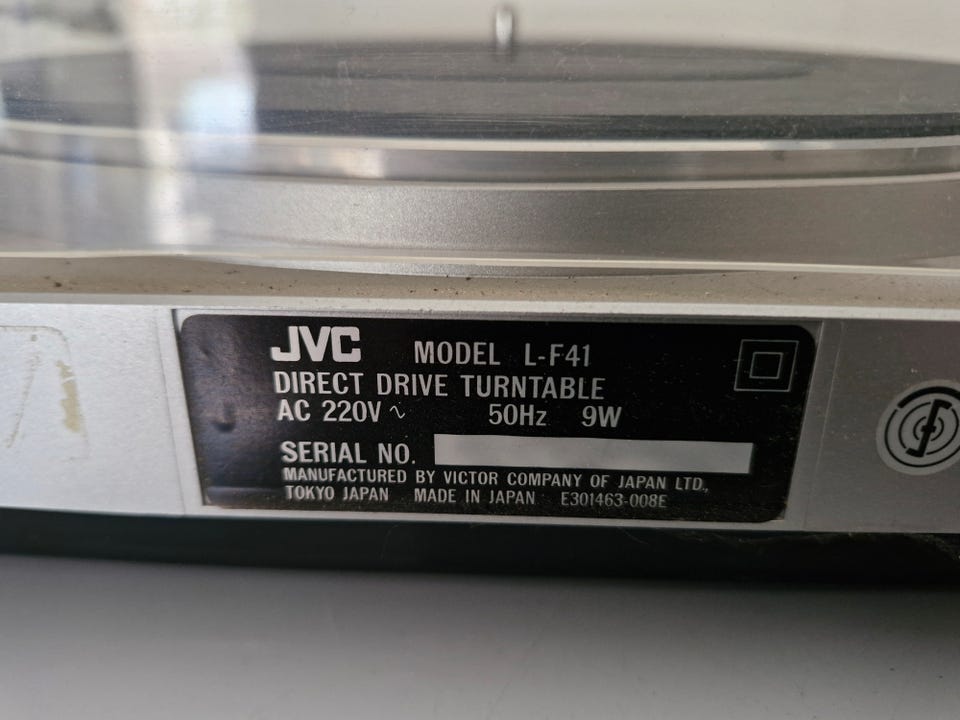 JVC MODEL L-F41
DIRECT DRIVE TURNTABLE
AC 220V ~ 50Hz 9W
SERIAL NO.
MANUFACTURED BY VICTOR COMPANY OF JAPAN LTD.,
TOKYO JAPAN MADE IN JAPAN E301463-008E